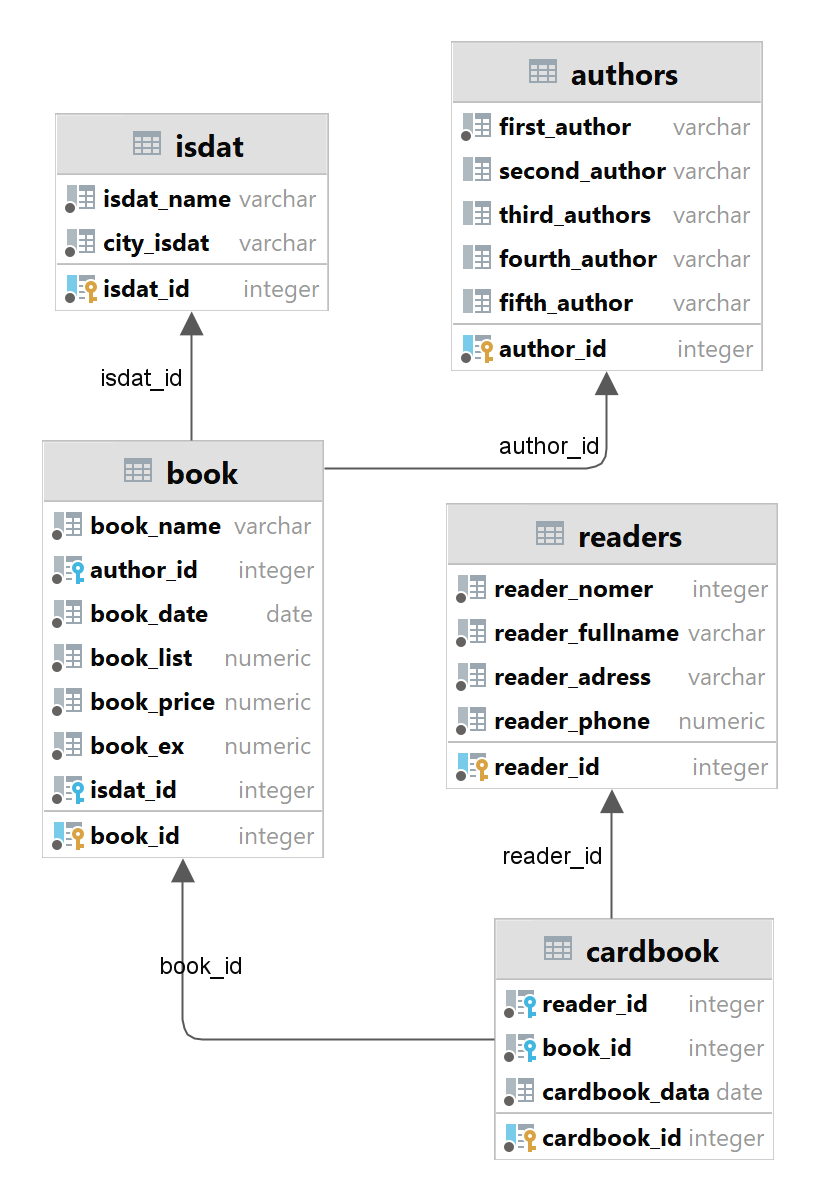 authors
first_author varchar
second_author varchar
third_authors varchar
fourth_author varchar
fifth_author varchar
author_id integer
isdat
isdat_name varchar
city_isdat varchar
isdat_id integer
isdat_id
author_id
book
book_name varchar
author_id integer
book_date date
book_list numeric
book_price numeric
book_ex numeric
isdat_id integer
book_id integer
readers
reader_nomer integer
reader_fullname varchar
reader_adress varchar
reader_phone numeric
reader_id integer
reader_id
book_id
cardbook
reader_id integer
book_id integer
cardbook_data date
cardbook_id integer